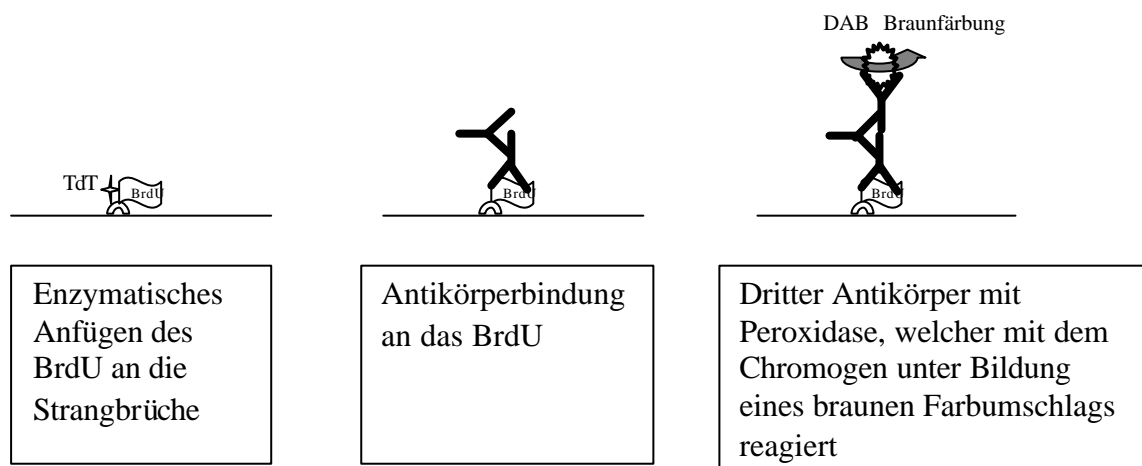 DAB Braunfärbung
TdT
BrdU
BrdU
BrdU
Enzymatisches
Anfügen des
BrdU an die
Strangbrüche
Antikörperbindung
an das BrdU
Dritter Antikörper mit
Peroxidase, welcher mit dem
Chromogen unter Bildung
eines braunen Farbumschlags
reagiert